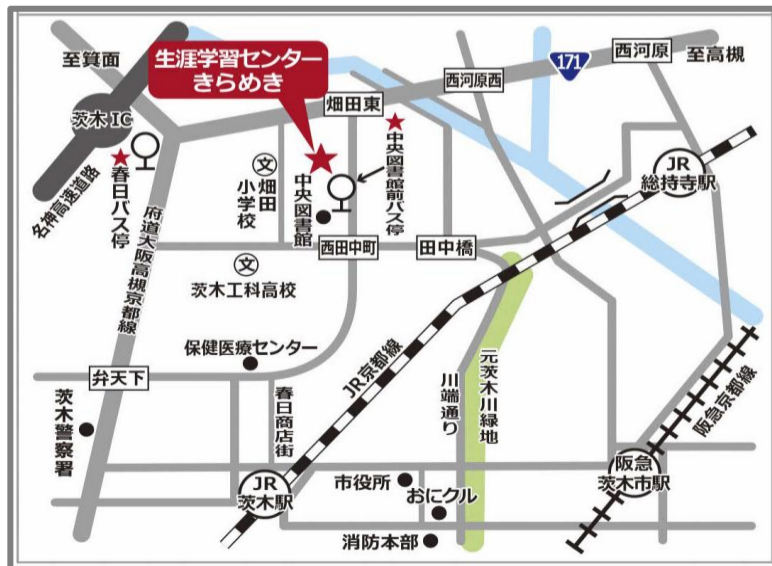 至箕面
生涯学習センター
きらめき
171
西河原
至高槻
西河原西
畑田東
茨木 IC
春日バス停
名神高速道路
文
畑田
小学校
中央図書館
中央図書館前バス停
JR
総持寺駅
府道大阪高槻京都線
西田中町
田中橋
文
茨木工科高校
保健医療センター
JR京都線
川端通り
元茨木川緑地
阪急京都線
弁天下
春日商店街
茨木警察署
JR
茨木駅
市役所
おにクル
消防本部
阪急
茨木市駅